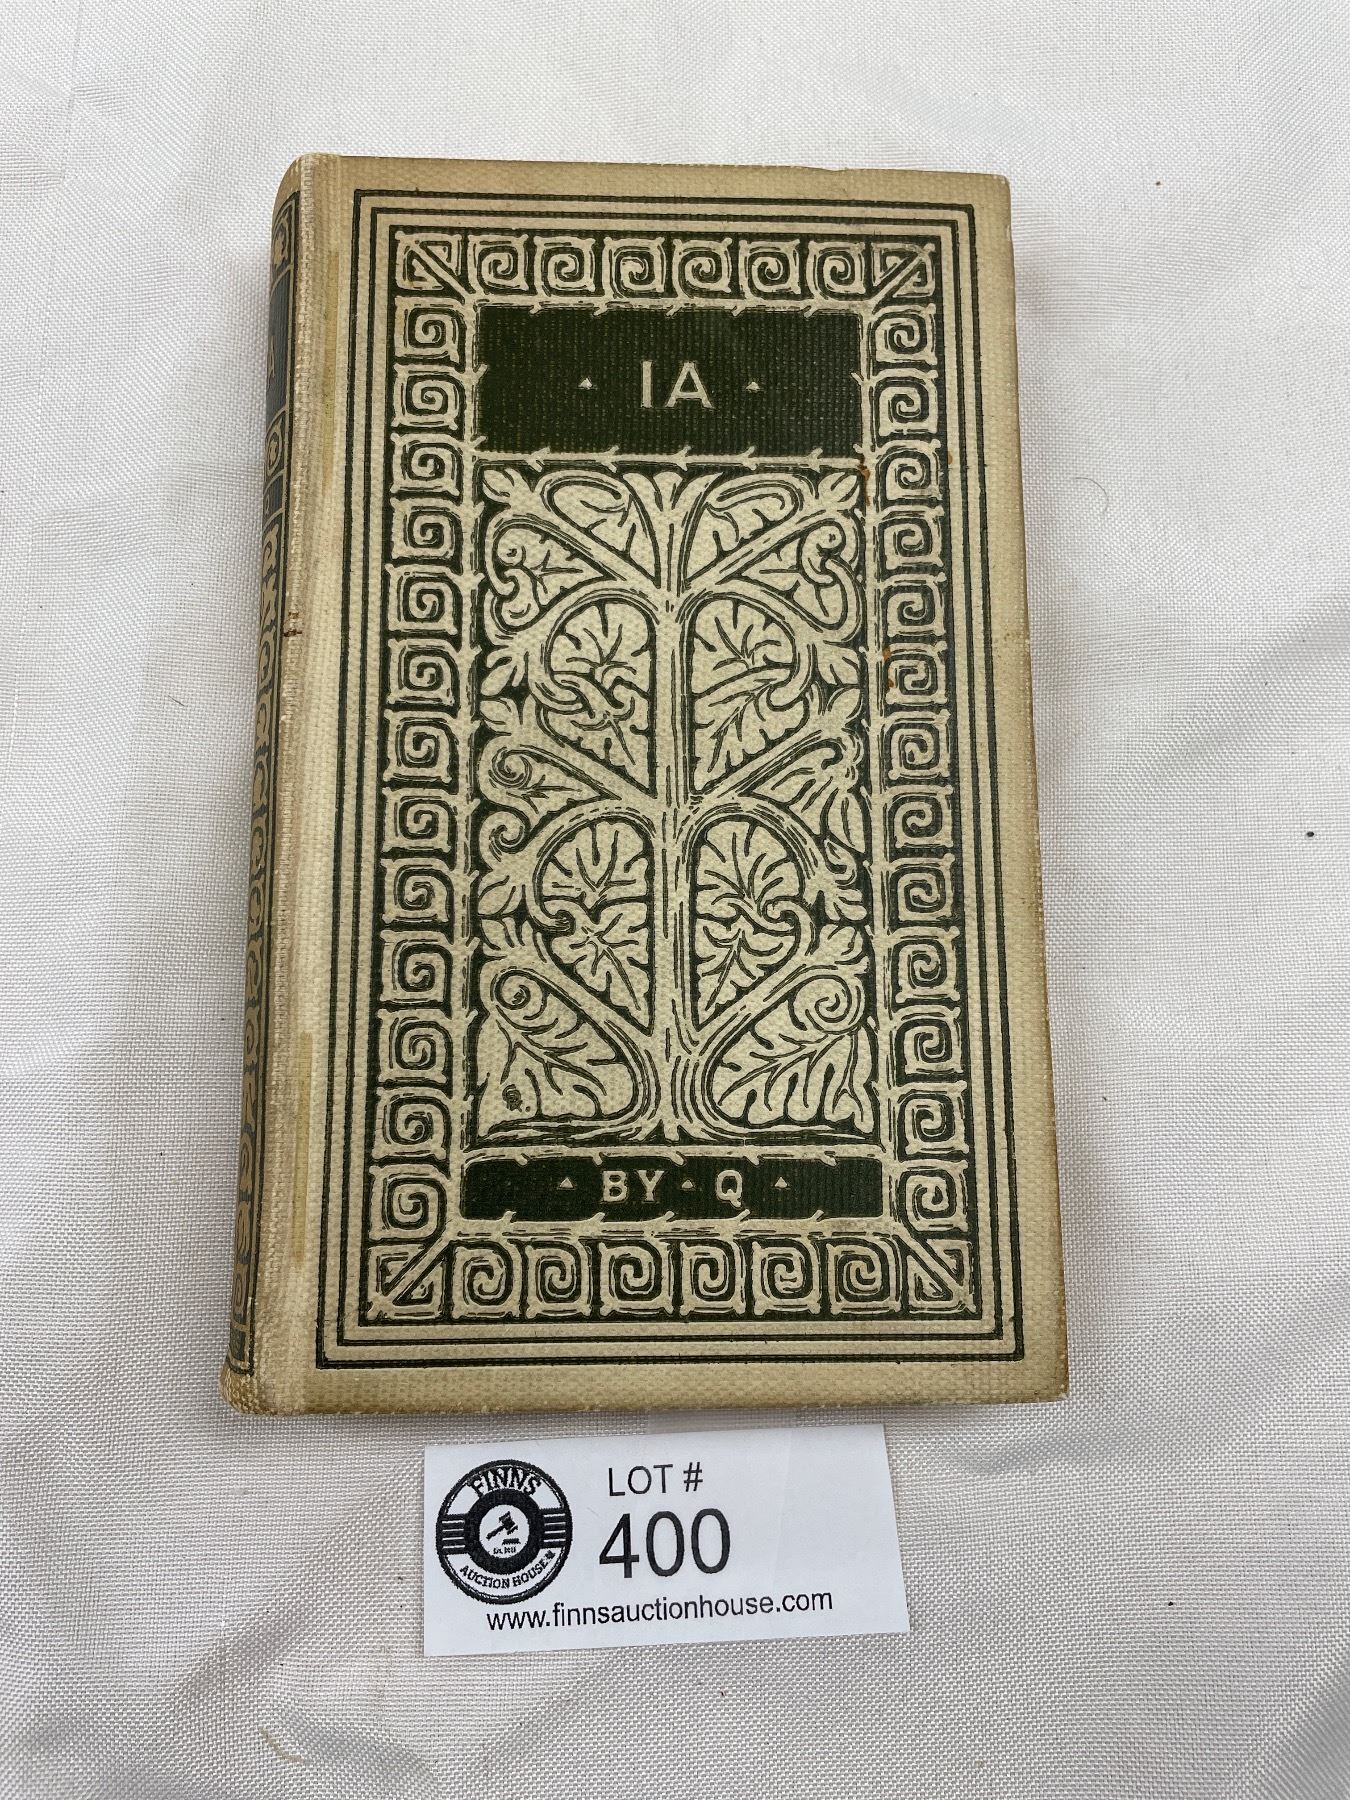 · IA ·
· BY · Q ·
FINNS
AUCTION HOUSE
LOT #
400
www.finnsauctionhouse.com